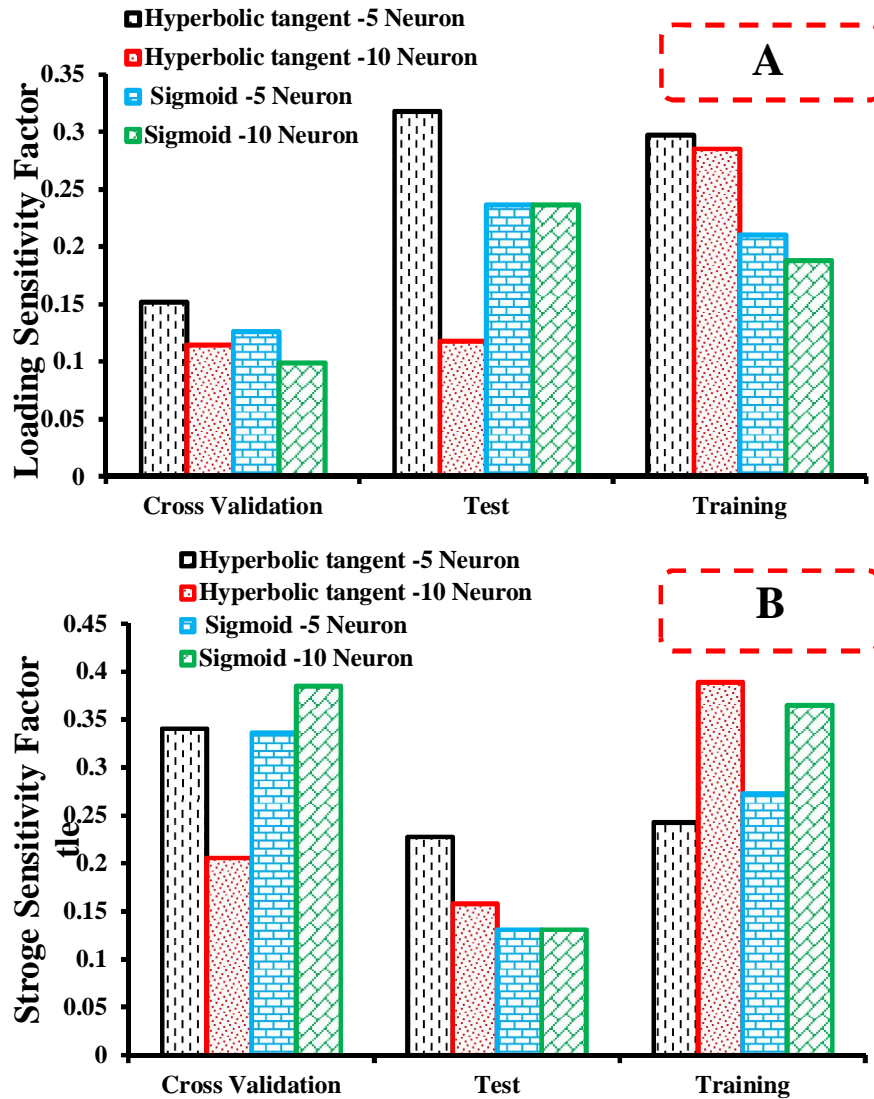 Hyperbolic tangent -5 Neuron
Hyperbolic tangent -10 Neuron
Sigmoid -5 Neuron
Sigmoid -10 Neuron
A
Loading Sensitivity Factor
0.35
0.3
0.25
0.2
0.15
0.1
0.05
0
Cross Validation
Test
Training
Hyperbolic tangent -5 Neuron
Hyperbolic tangent -10 Neuron
Sigmoid -5 Neuron
Sigmoid -10 Neuron
B
Stroge Sensitivity Factor
tle
0.45
0.4
0.35
0.3
0.25
0.2
0.15
0.1
0.05
0
Cross Validation
Test
Training